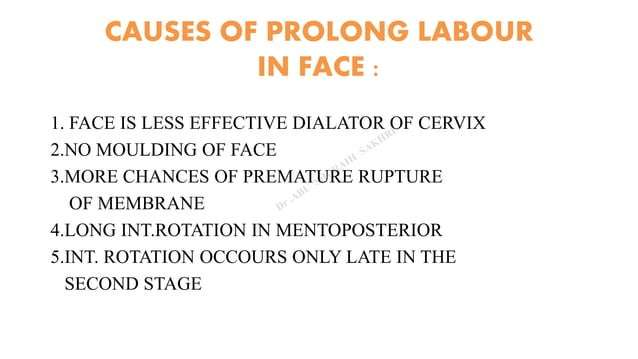 CAUSES OF PROLONG LABOUR
IN FACE :
1. FACE IS LESS EFFECTIVE DIALATOR OF CERVIX
2.NO MOULDING OF FACE
3.MORE CHANCES OF PREMATURE RUPTURE
OF MEMBRANE
4.LONG INT.ROTATION IN MENTOPOSTERIOR
5.INT. ROTATION OCCOURS ONLY LATE IN THE
SECOND STAGE